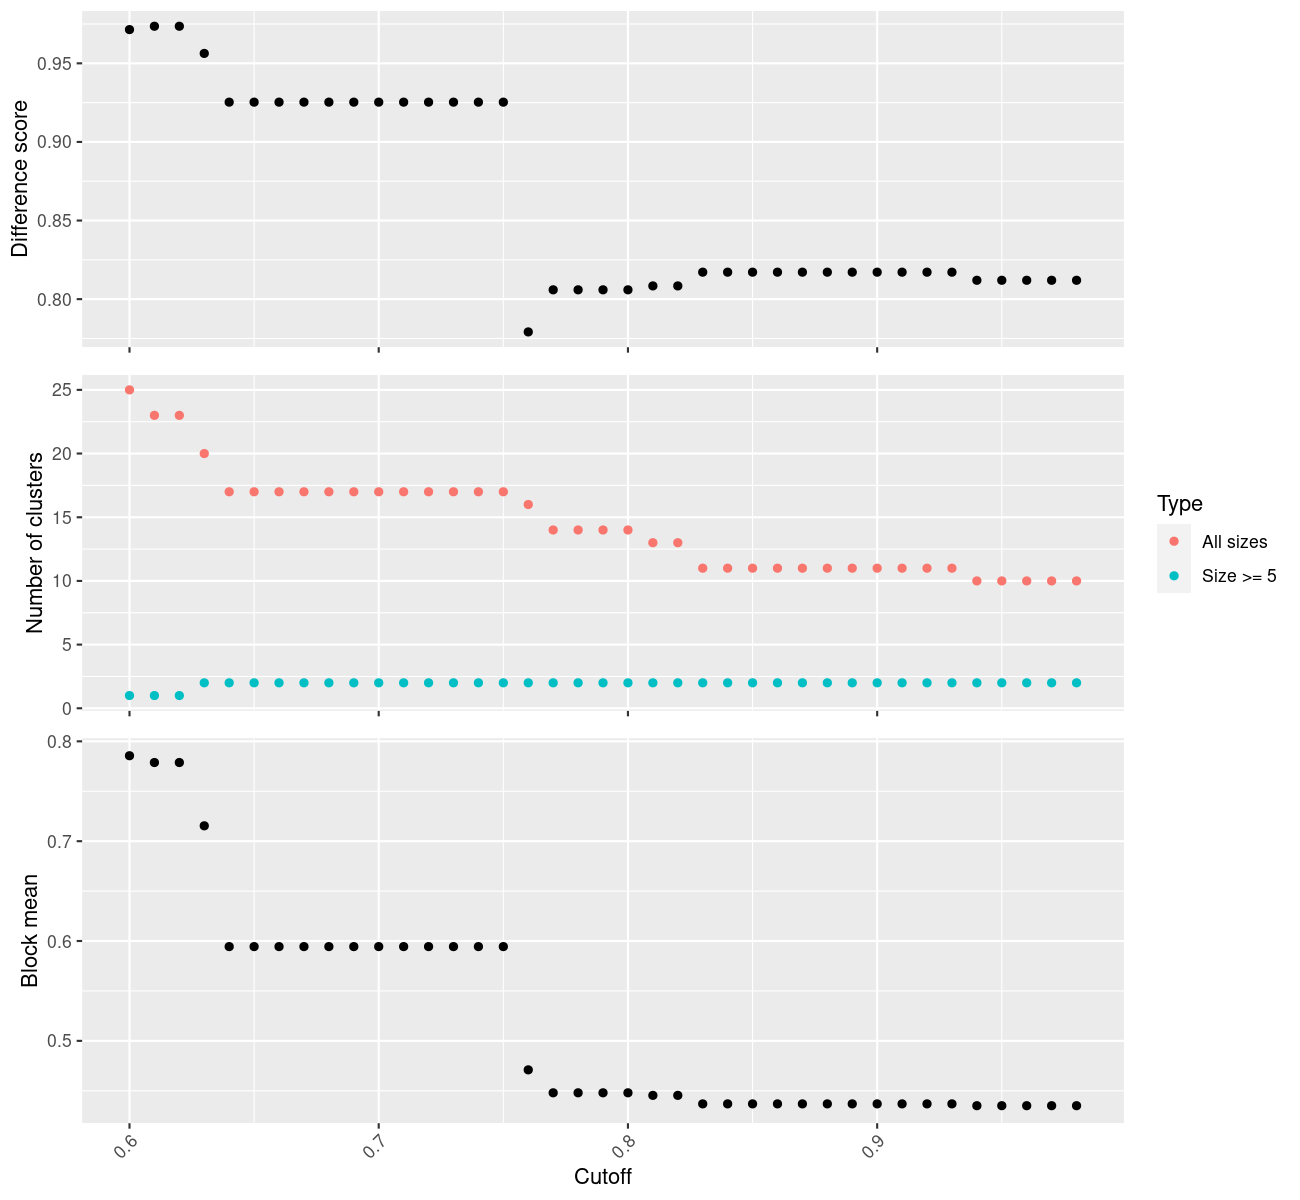 Difference score
0.95
0.90
0.85
0.80
Number of clusters
25
20
15
10
5
0
Type
All sizes
Size >= 5
Block mean
0.8
0.7
0.6
0.5
0.6 0.7 0.8 0.9
Cutoff